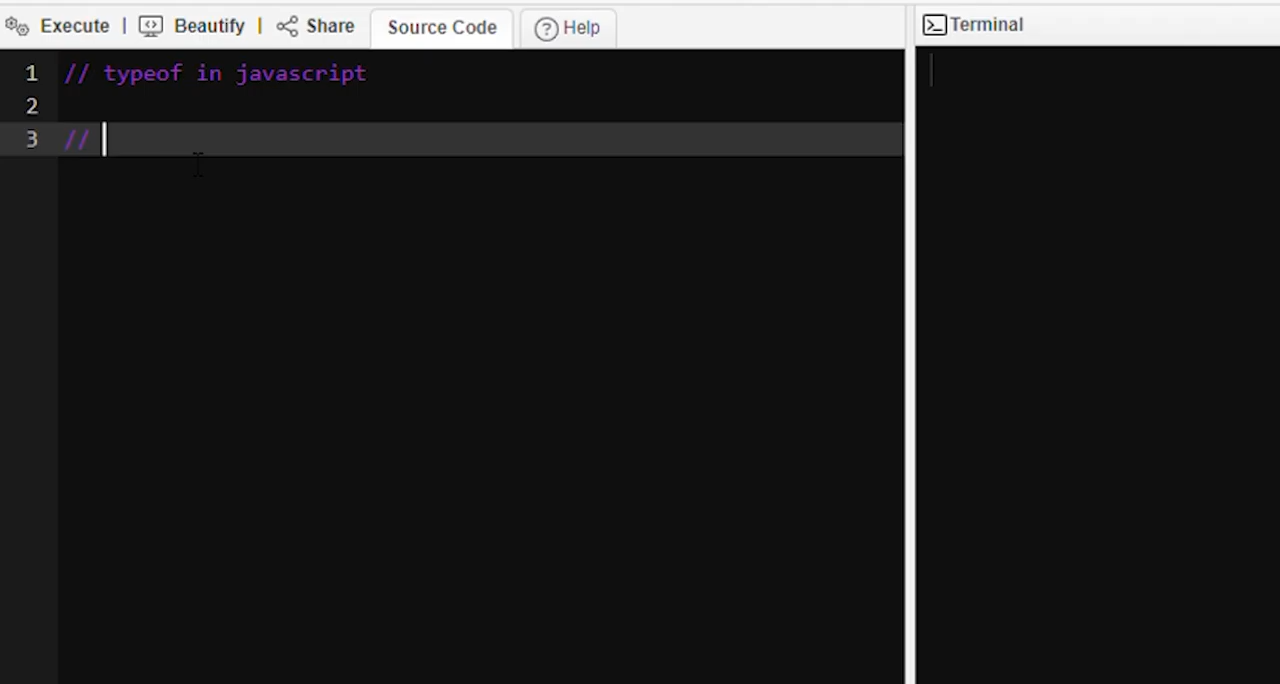 Execute | Beautify | Share Source Code Help
Terminal
1 // typeof in javascript
2
3 //